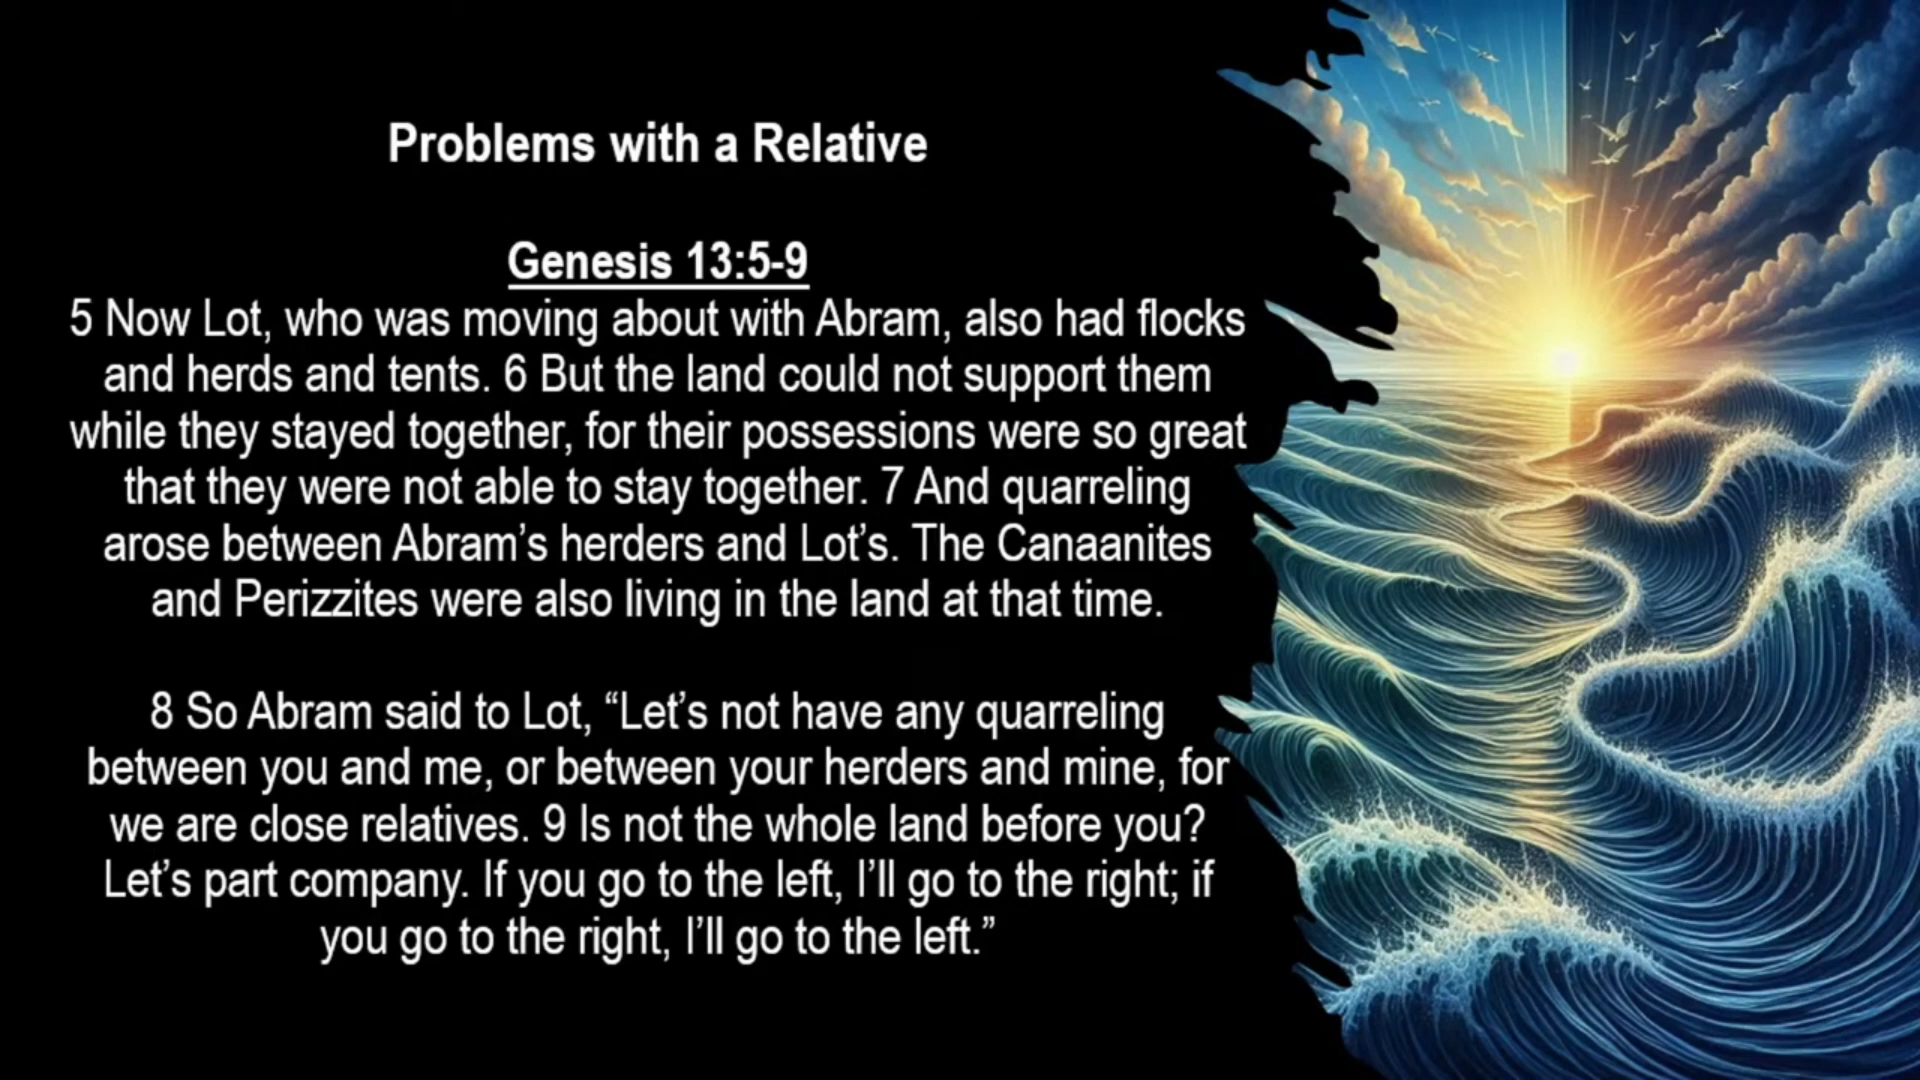 Problems with a Relative
Genesis 13:5-9
5 Now Lot, who was moving about with Abram, also had flocks
and herds and tents. 6 But the land could not support them
while they stayed together, for their possessions were so great
that they were not able to stay together. 7 And quarreling
arose between Abram’s herders and Lot’s. The Canaanites
and Perizzites were also living in the land at that time.
8 So Abram said to Lot, “Let’s not have any quarreling
between you and me, or between your herders and mine, for
we are close relatives. 9 Is not the whole land before you?
Let’s part company. If you go to the left, I’ll go to the right; if
you go to the right, I’ll go to the left.”